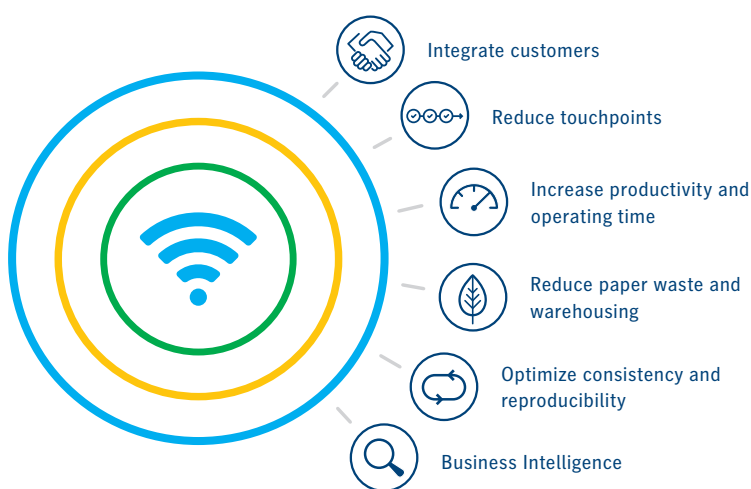 Integrate customers
Reduce touchpoints
Increase productivity and
operating time
Reduce paper waste and
warehousing
Optimize consistency and
reproducibility
Business Intelligence